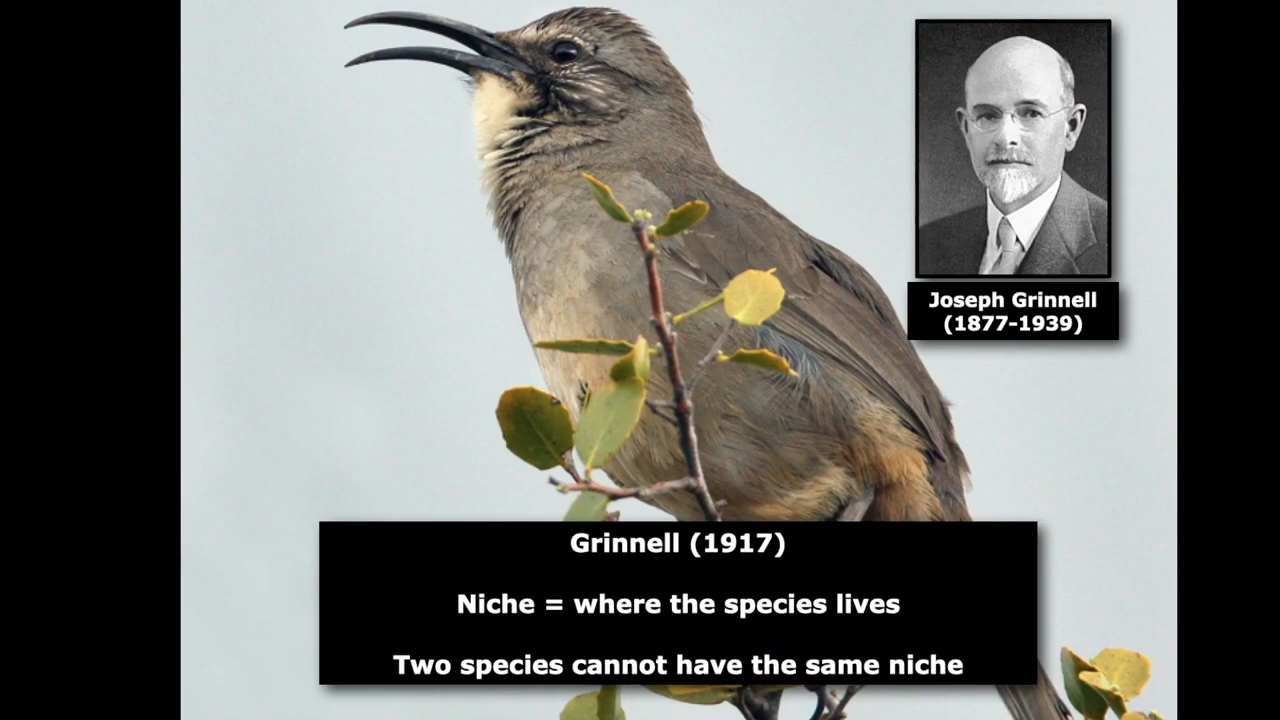 Joseph Grinnell
(1877-1939)
Grinnell (1917)
Niche = where the species lives
Two species cannot have the same niche